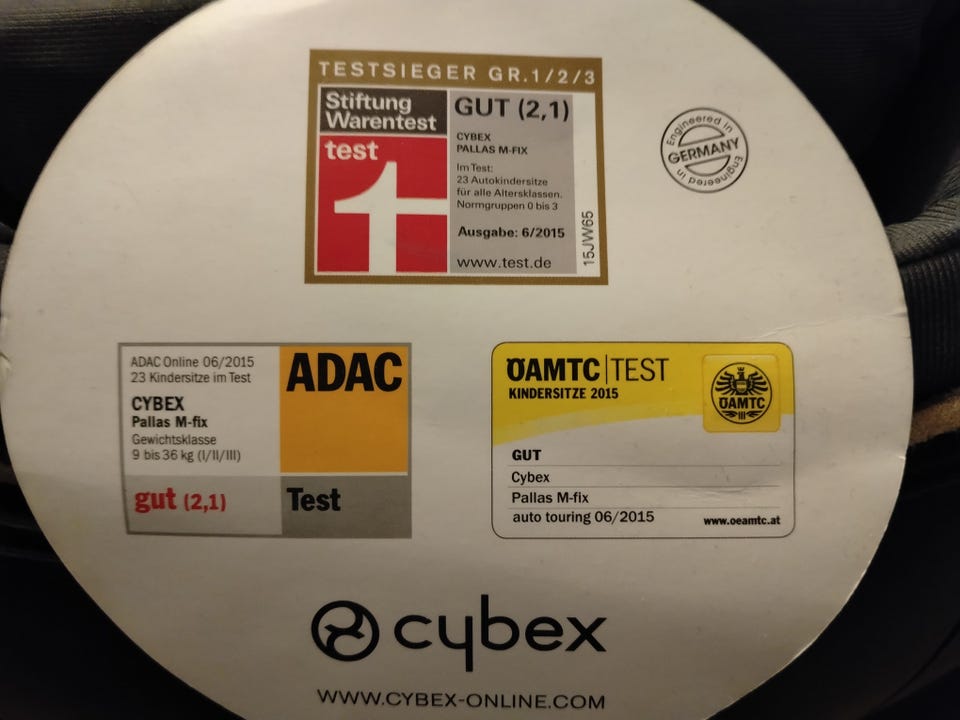 TESTSIEGER GR.1/2/3
Stiftung
Warentest
test
GUT (2,1)
CYBEX
PALLAS M-FIX
Im Test:
23 Autokindersitze
für alle Altersklassen.
Normgruppen 0 bis 3
Ausgabe: 6/2015
www.test.de
15JW65
Engineered in
GERMANY
Engineered in
ADAC Online 06/2015
23 Kindersitze im Test
CYBEX
Pallas M-fix
Gewichtsklasse
9 bis 36 kg (I/II/III)
gut (2,1)
ADAC
Test
ÖAMTC|TEST
KINDERSITZE 2015
ÖAMTC
GUT
Cybex
Pallas M-fix
auto touring 06/2015
www.oeamtc.at
cybex
WWW.CYBEX-ONLINE.COM